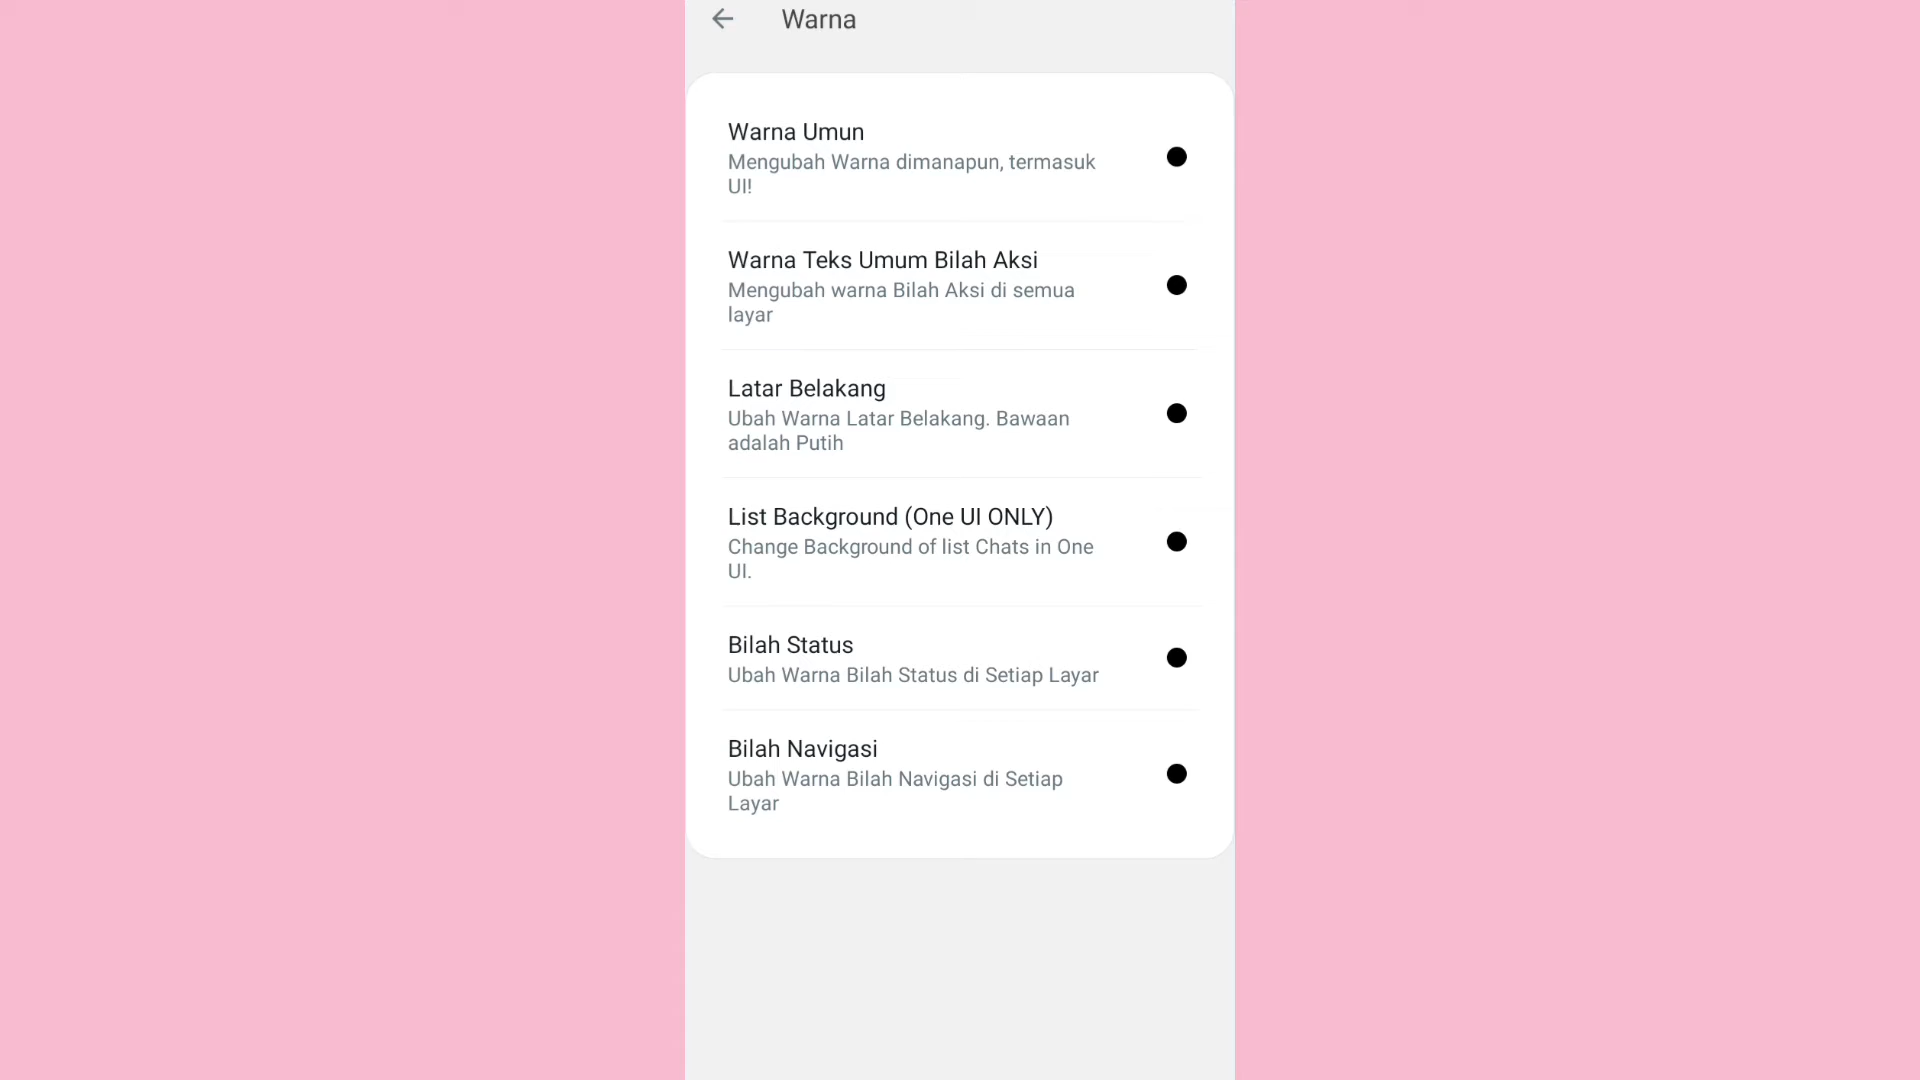 Warna
Warna Umun
Mengubah Warna dimanapun, termasuk
UI!
Warna Teks Umum Bilah Aksi
Mengubah warna Bilah Aksi di semua
layar
Latar Belakang
Ubah Warna Latar Belakang. Bawaan
adalah Putih
List Background (One UI ONLY)
Change Background of list Chats in One
UI.
Bilah Status
Ubah Warna Bilah Status di Setiap Layar
Bilah Navigasi
Ubah Warna Bilah Navigasi di Setiap
Layar